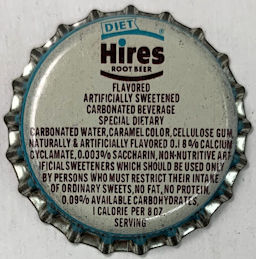 DIET
Hires
ROOT BEER
FLAVORED
ARTIFICIALLY SWEETENED
CARBONATED BEVERAGE
SPECIAL DIETARY
CARBONATED WATER, CARAMEL COLOR, CELLULOSE GUM
NATURALLY & ARTIFICIALLY FLAVORED 0.18% CALCIUM
CYCLAMATE, 0.003% SACCHARIN, NON-NUTRITIVE ART
IFICIAL SWEETENERS WHICH SHOULD BE USED ONLY
BY PERSONS WHO MUST RESTRICT THEIR INTAKE
OF ORDINARY SWEETS, NO FAT, NO PROTEIN,
0.09% AVAILABLE CARBOHYDRATES,
1 CALORIE PER 8 OZ.
SERVING